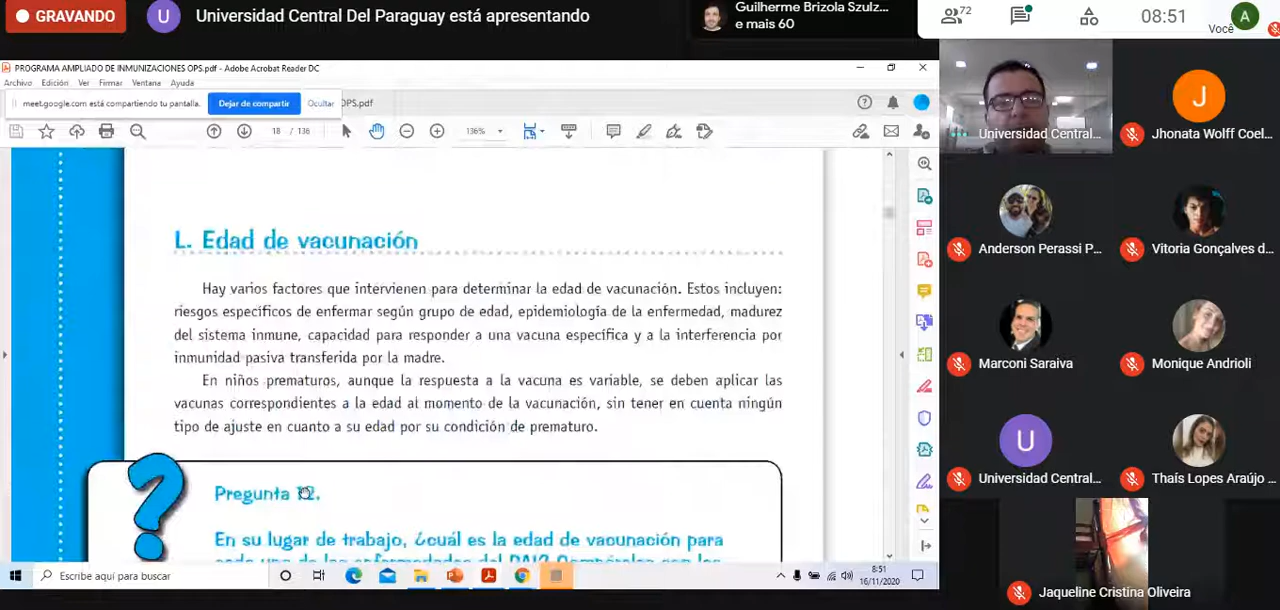 GRAVANDO
U
Universidad Central Del Paraguay está apresentando
Guilherme Brizola Szulz...
e mais 60
72
08:51
Você
A
PROGRAMA AMPLIADO DE INMUNIZACIONES OPS.pdf - Adobe Acrobat Reader DC
Archivo Edición Ver Firmar Ventana Ayuda
meet.google.com está compartiendo tu pantalla.
Dejar de compartir
Ocultar
OPS.pdf
18 / 136
136%
L. Edad de vacunación
Hay varios factores que intervienen para determinar la edad de vacunación. Estos incluyen:
riesgos específicos de enfermar según grupo de edad, epidemiología de la enfermedad, madurez
del sistema inmune, capacidad para responder a una vacuna específica y a la interferencia por
inmunidad pasiva transferida por la madre.
En niños prematuros, aunque la respuesta a la vacuna es variable, se deben aplicar las
vacunas correspondientes a la edad al momento de la vacunación, sin tener en cuenta ningún
tipo de ajuste en cuanto a su edad por su condición de prematuro.
?
Pregunta 12.
En su lugar de trabajo, ¿cuál es la edad de vacunación para
Escribe aquí para buscar
8:51
16/11/2020
Universidad Central...
J
Jhonata Wolff Coel...
Anderson Perassi P...
Vitoria Gonçalves d...
Marconi Saraiva
Monique Andrioli
U
Universidad Central...
Thaís Lopes Araújo ...
Jaqueline Cristina Oliveira